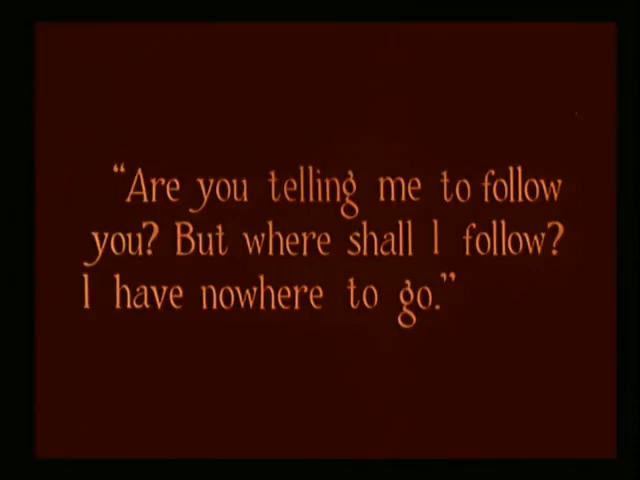 “Are you telling me to follow
you? But where shall I follow?
I have nowhere to go.”